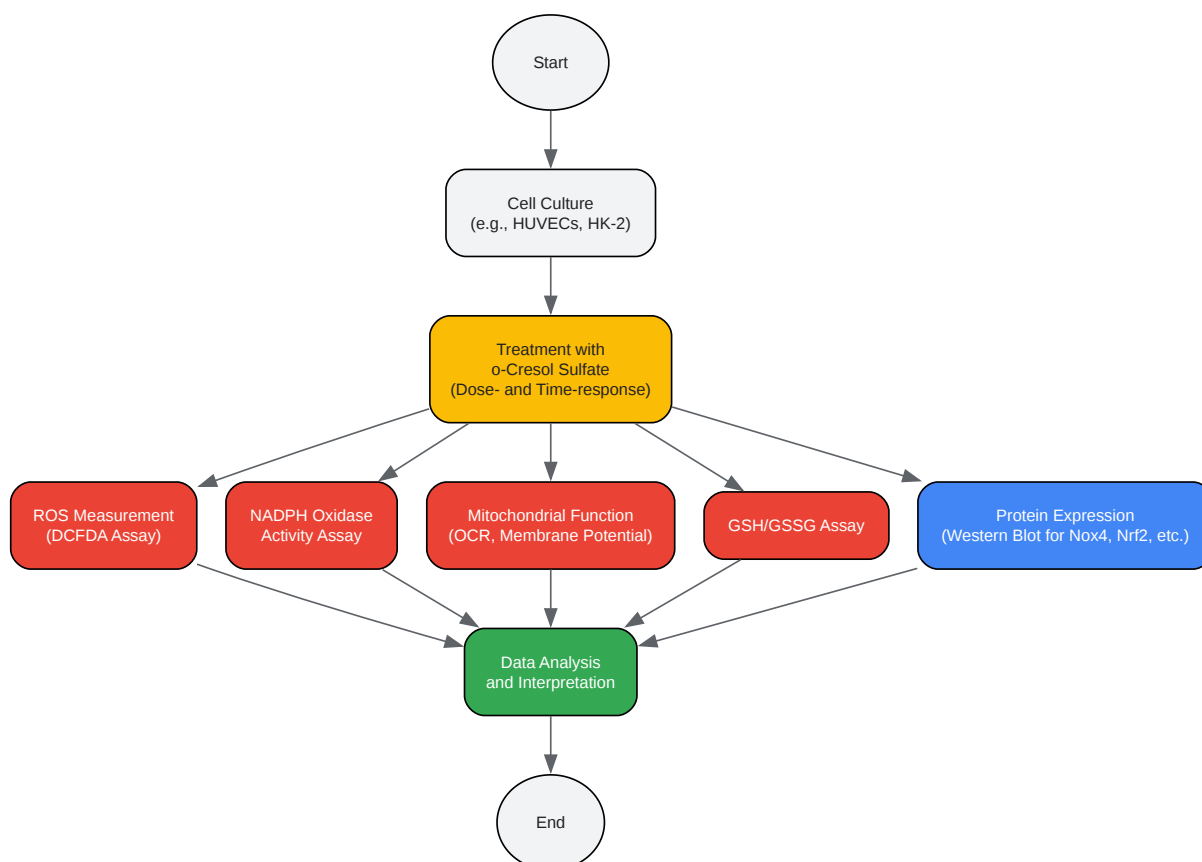 Start
Cell Culture
(e.g., HUVECs, HK-2)
Treatment with
o-Cresol Sulfate
(Dose- and Time-response)
ROS Measurement
(DCFDA Assay)
NADPH Oxidase
Activity Assay
Mitochondrial Function
(OCR, Membrane Potential)
GSH/GSSG Assay
Protein Expression
(Western Blot for Nox4, Nrf2, etc.)
Data Analysis
and Interpretation
End